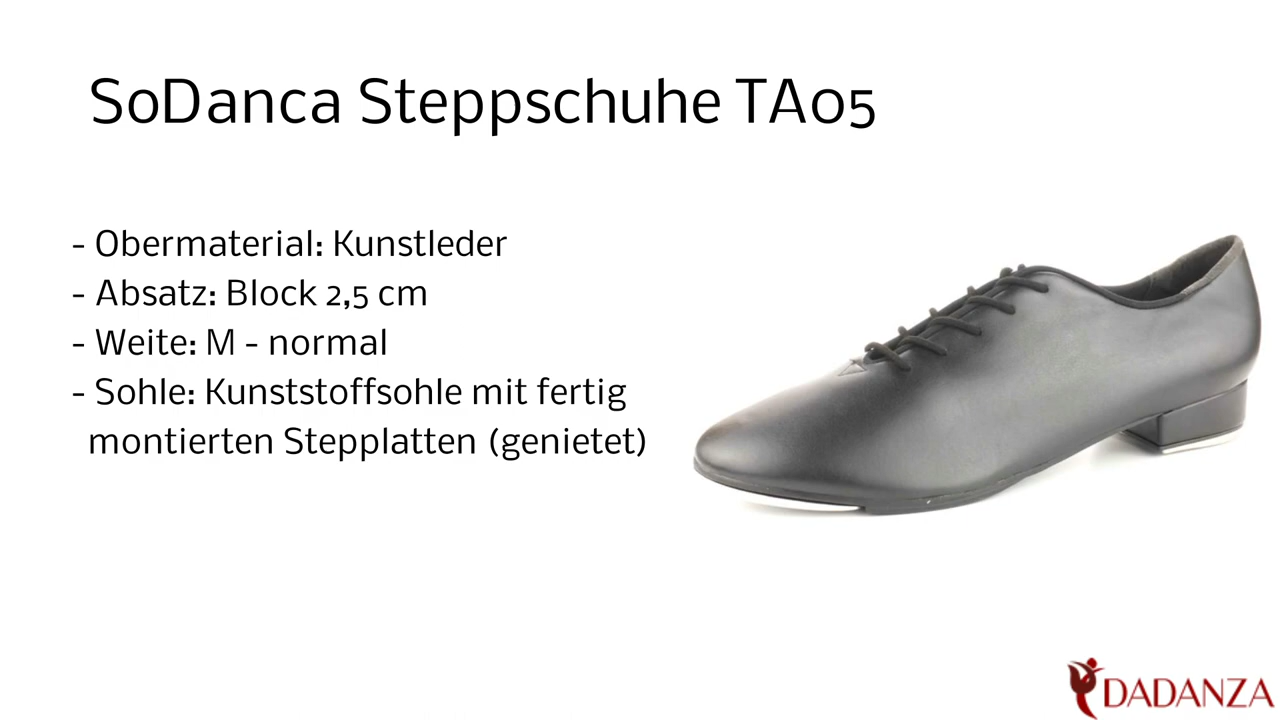 SoDanca Steppschuhe TA05
- Obermaterial: Kunstleder
- Absatz: Block 2,5 cm
- Weite: M - normal
- Sohle: Kunststoffsohle mit fertig
montierten Stepplatten (genietet)
DADANZA